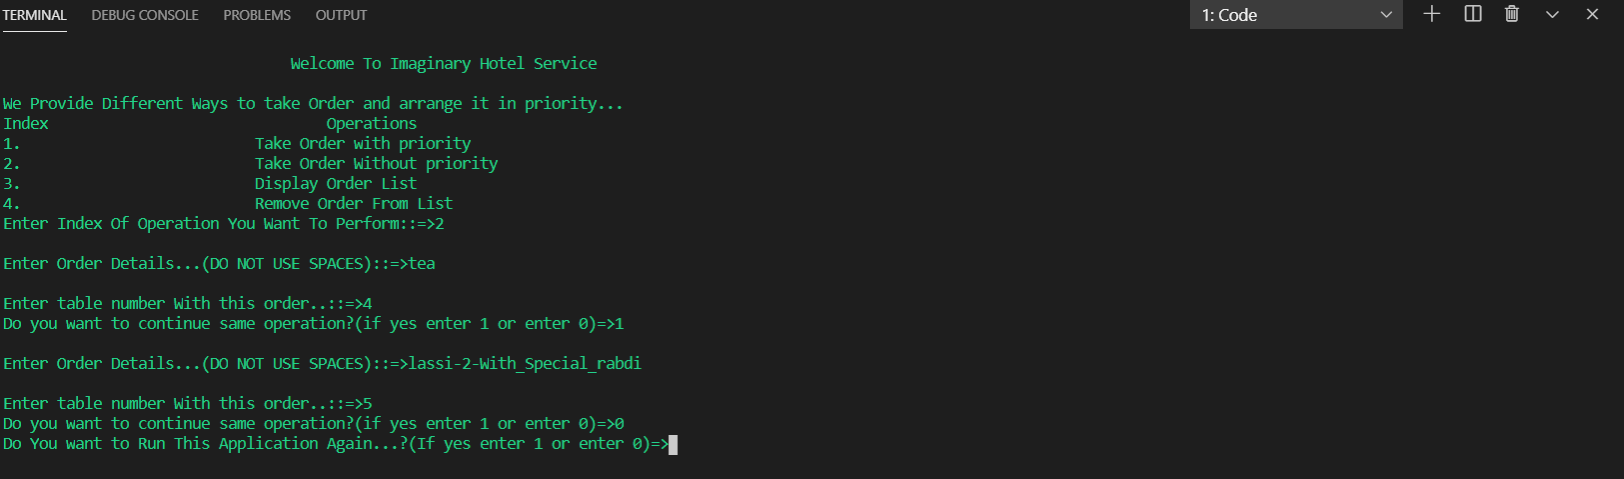 TERMINAL DEBUG CONSOLE PROBLEMS OUTPUT 1: Code
Welcome To Imaginary Hotel Service
We Provide Different Ways to take Order and arrange it in priority...
Index Operations
1. Take Order with priority
2. Take Order Without priority
3. Display Order List
4. Remove Order From List
Enter Index Of Operation You Want To Perform::=>2
Enter Order Details...(DO NOT USE SPACES)::=>tea
Enter table number With this order..::=>4
Do you want to continue same operation?(if yes enter 1 or enter 0)=>1
Enter Order Details...(DO NOT USE SPACES)::=>lassi-2-With_Special_rabdi
Enter table number With this order..::=>5
Do you want to continue same operation?(if yes enter 1 or enter 0)=>0
Do You want to Run This Application Again...?(If yes enter 1 or enter 0)=>